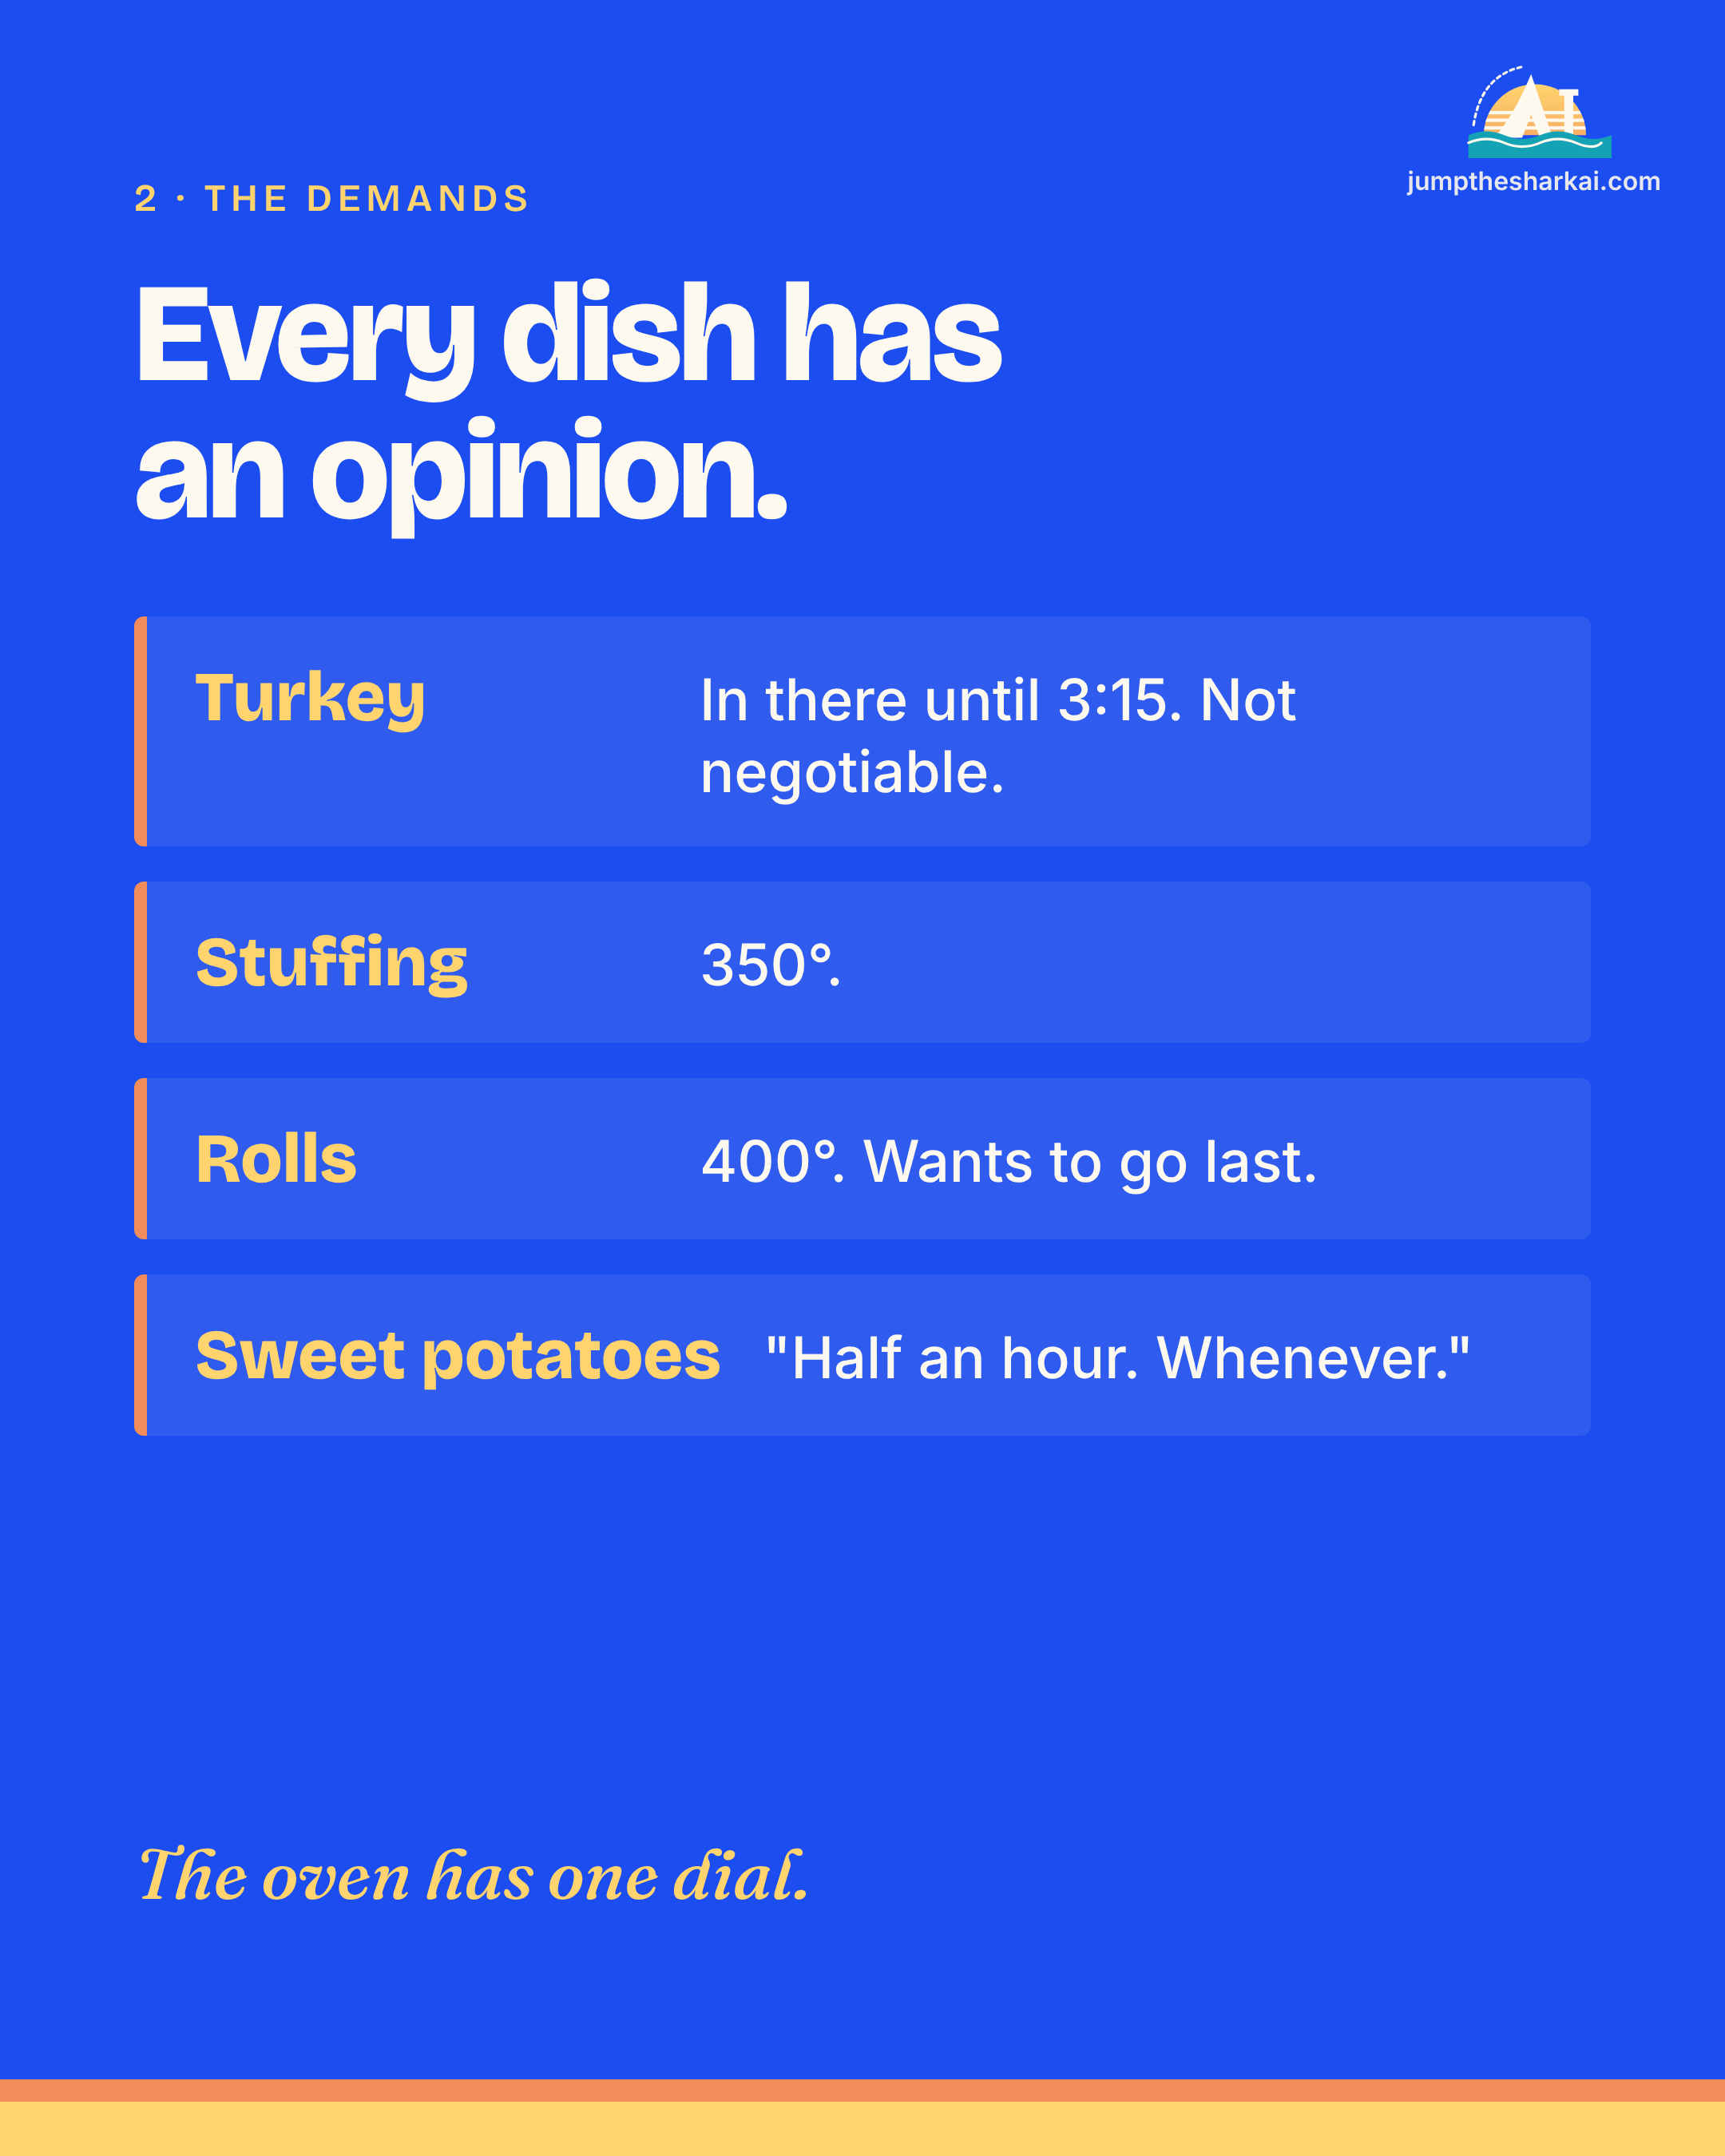 AI
jumpthesharkai.com
2 · THE DEMANDS
Every dish has
an opinion.
Turkey
In there until 3:15. Not
negotiable.
Stuffing
350°.
Rolls
400°. Wants to go last.
Sweet potatoes
"Half an hour. Whenever."
The oven has one dial.